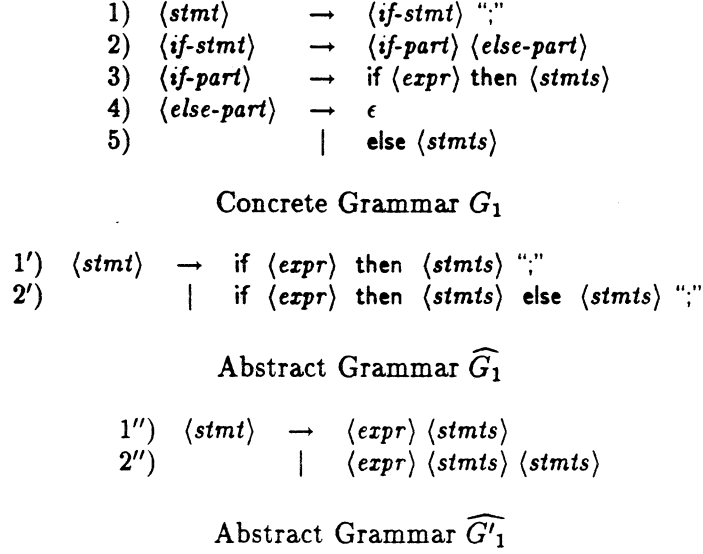 1) ⟨stmt⟩ → ⟨if-stmt⟩ “;”
2) ⟨if-stmt⟩ → ⟨if-part⟩ ⟨else-part⟩
3) ⟨if-part⟩ → if ⟨expr⟩ then ⟨stmts⟩
4) ⟨else-part⟩ → ϵ
5) | else ⟨stmts⟩
Concrete Grammar G₁
1′) ⟨stmt⟩ → if ⟨expr⟩ then ⟨stmts⟩ “;”
2′) | if ⟨expr⟩ then ⟨stmts⟩ else ⟨stmts⟩ “;”
Abstract Grammar Ĝ₁
1″) ⟨stmt⟩ → ⟨expr⟩ ⟨stmts⟩
2″) | ⟨expr⟩ ⟨stmts⟩ ⟨stmts⟩
Abstract Grammar Ĝ′₁